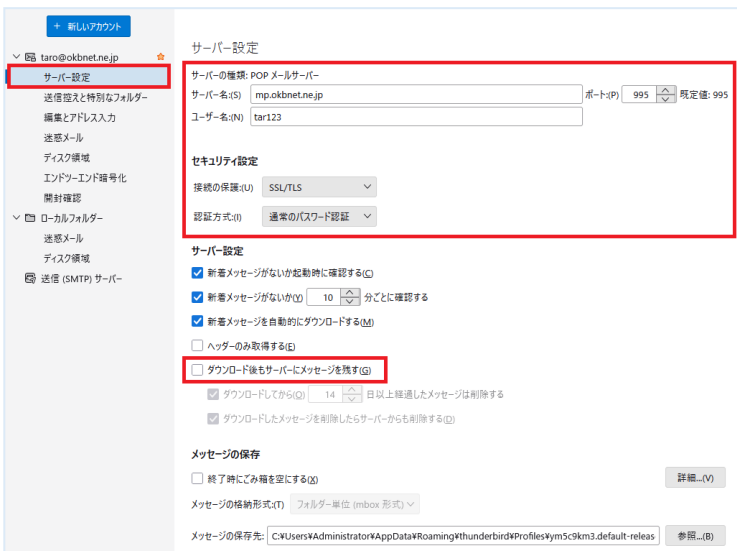 + 新しいアカウント
taro@okbnet.ne.jp
サーバー設定
送信控えと特別なフォルダー
編集とアドレス入力
迷惑メール
ディスク領域
エンドツーエンド暗号化
開封確認
ローカルフォルダー
迷惑メール
ディスク領域
送信 (SMTP) サーバー
サーバー設定
サーバーの種類: POP メールサーバー
サーバー名:(S) mp.okbnet.ne.jp ポート:(P) 995 既定値: 995
ユーザー名:(N) tar123
セキュリティ設定
接続の保護:(U) SSL/TLS
認証方式:(I) 通常のパスワード認証
サーバー設定
新着メッセージがないか起動時に確認する(C)
新着メッセージがないか(Y) 10 分ごとに確認する
新着メッセージを自動的にダウンロードする(M)
ヘッダーのみ取得する(E)
ダウンロード後もサーバーにメッセージを残す(G)
ダウンロードしてから(O) 14 日以上経過したメッセージは削除する
ダウンロードしたメッセージを削除したらサーバーからも削除する(D)
メッセージの保存
終了時にごみ箱を空にする(X) 詳細...(V)
メッセージの格納形式:(T) フォルダー単位 (mbox 形式)
メッセージの保存先: C:¥Users¥Administrator¥AppData¥Roaming¥thunderbird¥Profiles¥ym5c9km3.default-releas 参照...(B)